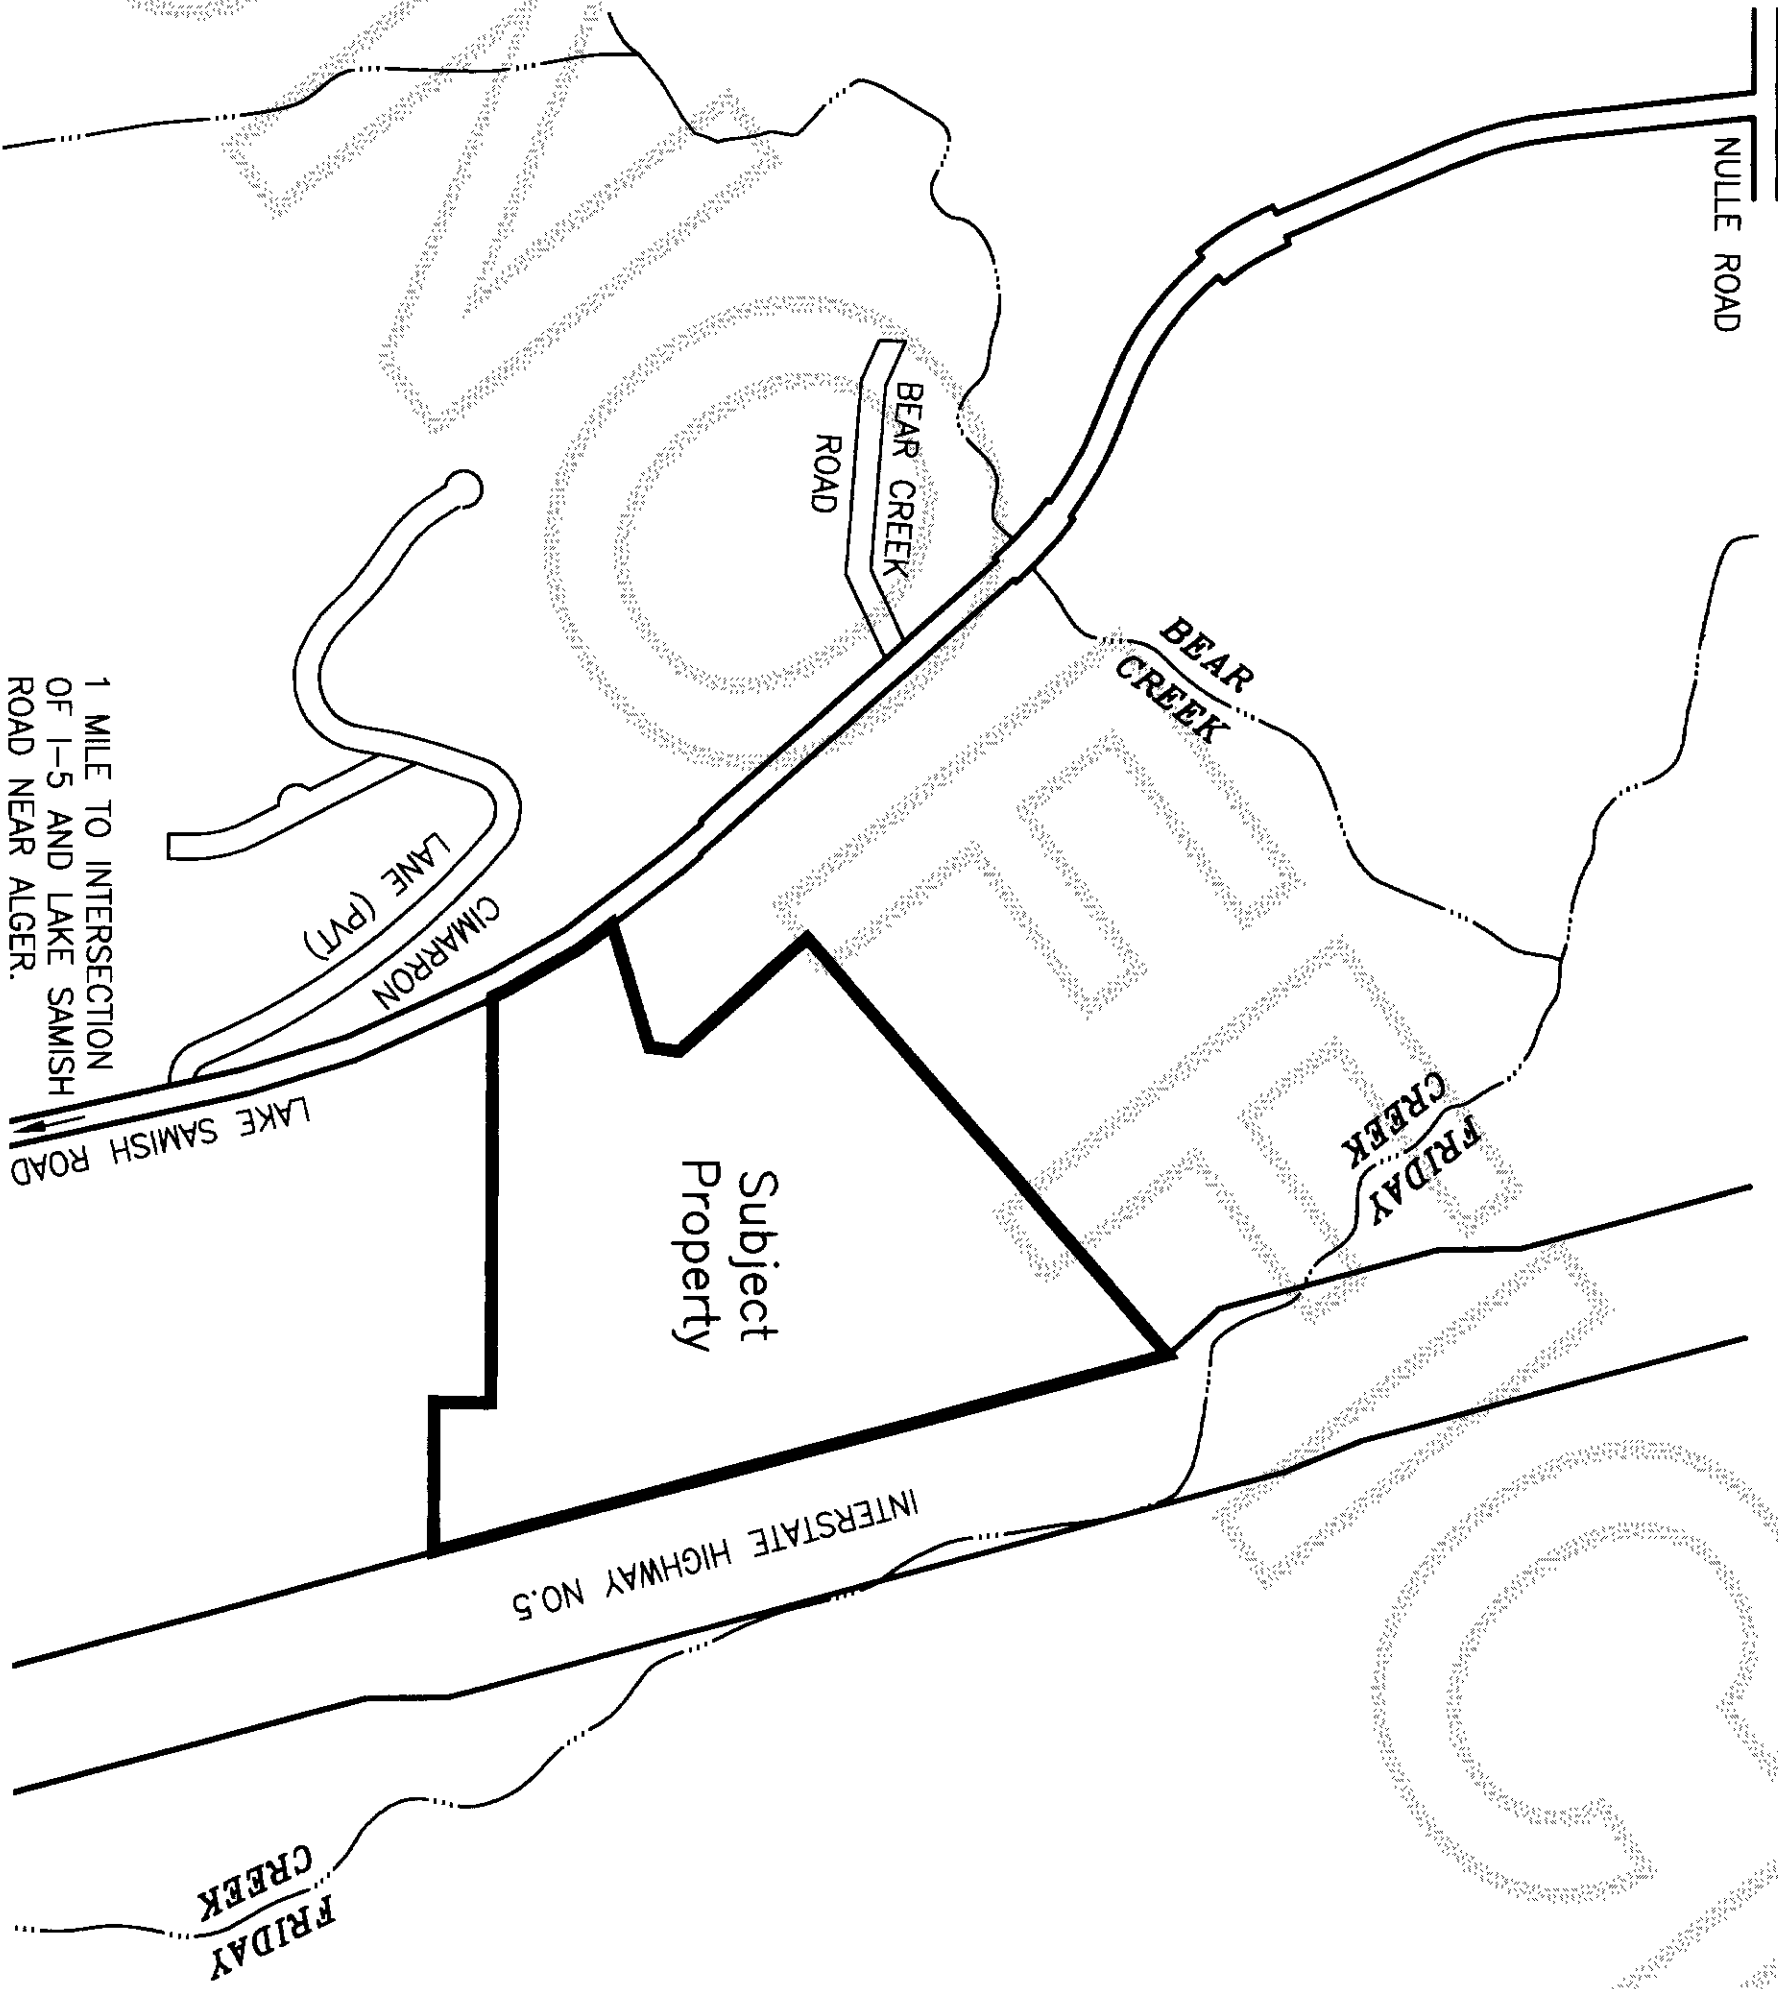 NULLE ROAD
BEAR CREEK
ROAD
BEAR
CREEK
FRIDAY
CREEK
CIMARRON
LANE (PVT)
Subject
Property
LAKE SAMISH ROAD
1 MILE TO INTERSECTION
OF I-5 AND LAKE SAMISH
ROAD NEAR ALGER.
INTERSTATE HIGHWAY NO.5
FRIDAY
CREEK